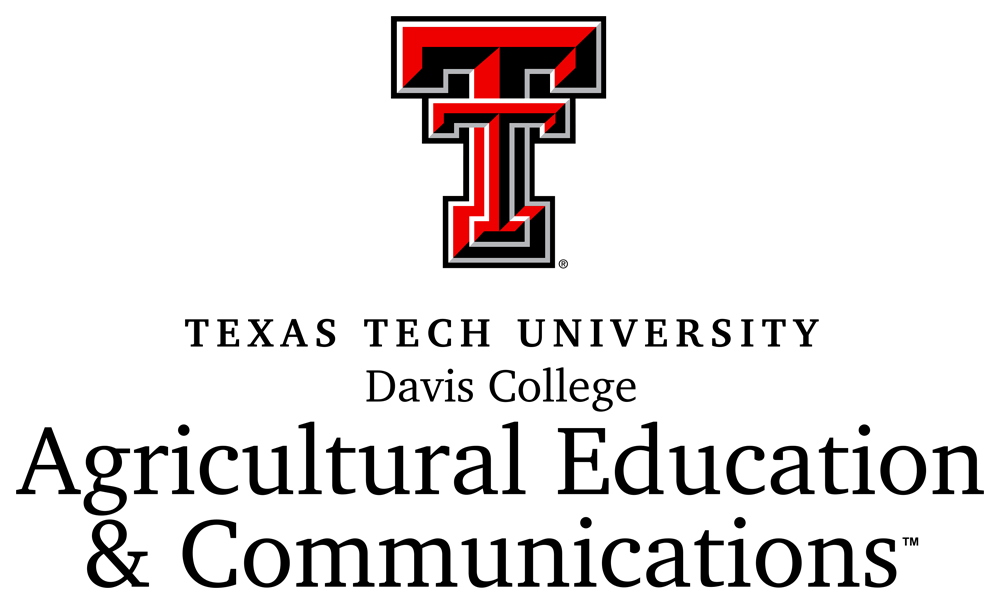 ®
TEXAS TECH UNIVERSITY
Davis College
Agricultural Education
& Communications™